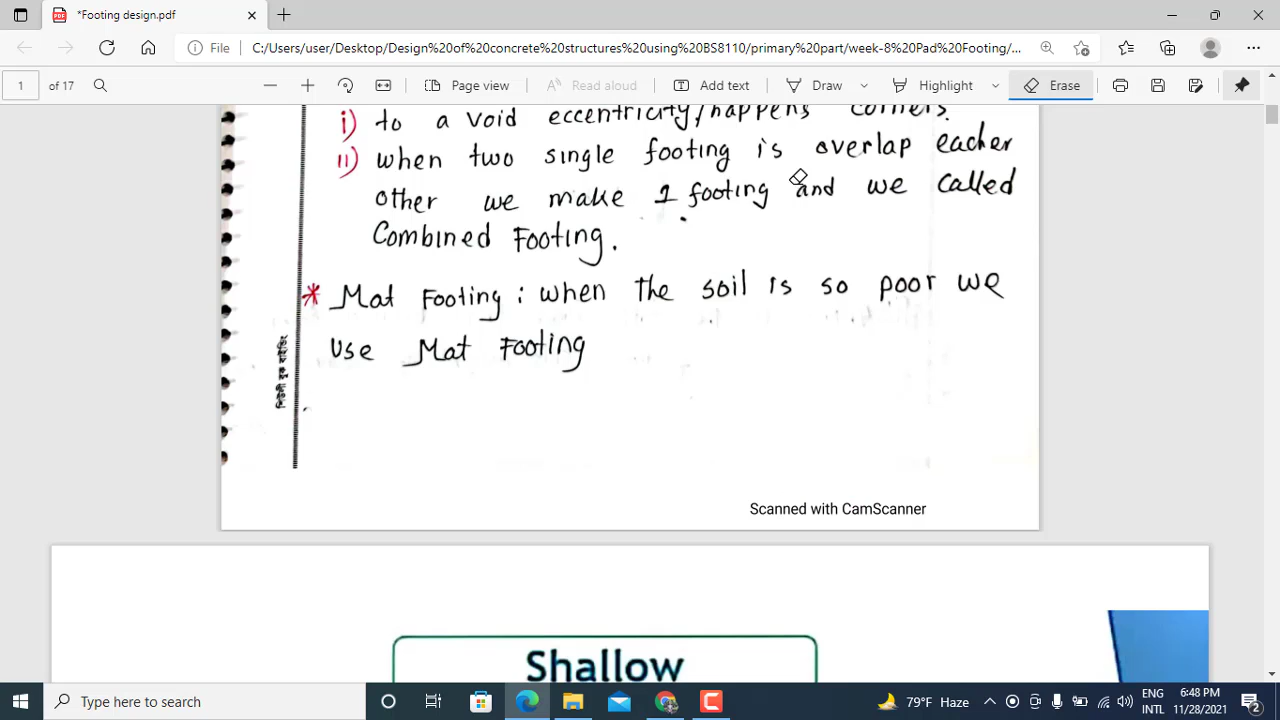 *Footing design.pdf
File
C:/Users/user/Desktop/Design%20of%20concrete%20structures%20using%20BS8110/primary%20part/week-8%20Pad%20Footing/...
1 of 17
Page view
Read aloud
Add text
Draw
Highlight
Erase
i) to a void eccentricity/happens corners.
ii) when two single footing is overlap eacher
other we make 1 footing and we called
Combined Footing.
* Mat Footing : when the soil is so poor we
use Mat Footing
Scanned with CamScanner
Shallow
Type here to search
79°F Haze
ENG
INTL
8:48 PM
11/28/2021
2